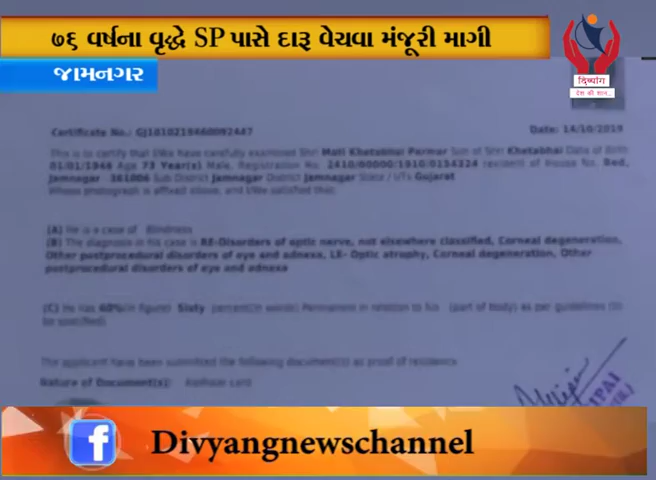 ૭૬ વર્ષના વૃદ્ધે SP પાસે દારૂ વેચવા મંજૂરી માગી
જામનગર
दिव्यांग
देश की शान..
Certificate No.: GJ1010219660092447
Date: 14/10/2019
This is to certify that I/We have carefully examined Shri Moti Khetabhai Parmar Son of Shri Khetabhai Date of Birth
01/01/1946 Age 73 Year(s) Male, Registration No. 2410/00000/1910/0134324 resident of House No. Bed,
Jamnagar 361006 Sub District Jamnagar District Jamnagar State / UTs Gujarat
Whose photograph is affixed above, and I/We satisfied that:
(A) He is a case of Blindness
(B) The diagnosis in his case is RE-Disorders of optic nerve, not elsewhere classified, Corneal degeneration,
Other postprocedural disorders of eye and adnexa, LE- Optic atrophy, Corneal degeneration, Other
postprocedural disorders of eye and adnexa
(C) He has 60%(in figure) Sixty percent(in words) Permanent in relation to his (part of body) as per guidelines (to
be specified)
The applicant have been submitted the following document(s) as proof of residence
Nature of Document(s): Aadhaar card
f Divyangnewschannel